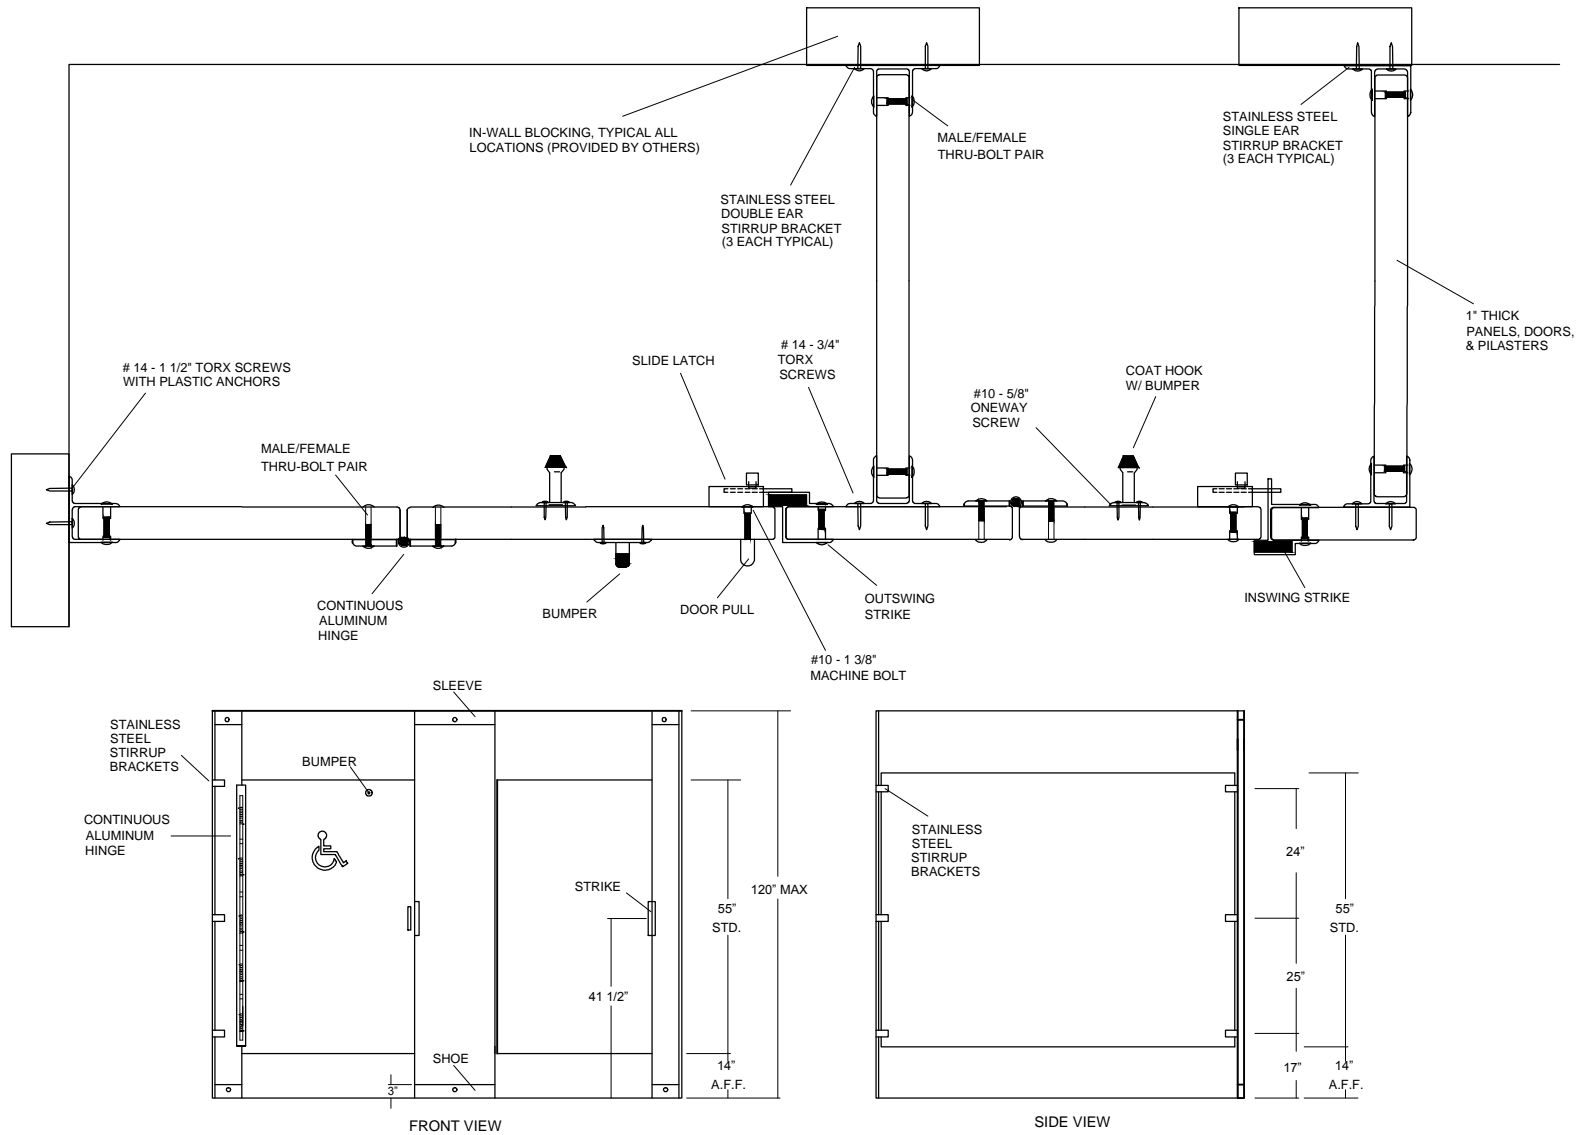 IN-WALL BLOCKING, TYPICAL ALL
LOCATIONS (PROVIDED BY OTHERS)
MALE/FEMALE
THRU-BOLT PAIR
STAINLESS STEEL
SINGLE EAR
STIRRUP BRACKET
(3 EACH TYPICAL)
STAINLESS STEEL
DOUBLE EAR
STIRRUP BRACKET
(3 EACH TYPICAL)
1" THICK
PANELS, DOORS,
& PILASTERS
# 14 - 1 1/2" TORX SCREWS
WITH PLASTIC ANCHORS
SLIDE LATCH
# 14 - 3/4"
TORX
SCREWS
#10 - 5/8"
ONEWAY
SCREW
COAT HOOK
W/ BUMPER
MALE/FEMALE
THRU-BOLT PAIR
CONTINUOUS
ALUMINUM
HINGE
BUMPER
DOOR PULL
OUTSWING
STRIKE
INSWING STRIKE
#10 - 1 3/8"
MACHINE BOLT
SLEEVE
STAINLESS
STEEL
STIRRUP
BRACKETS
BUMPER
CONTINUOUS
ALUMINUM
HINGE
STRIKE
120" MAX
55"
STD.
41 1/2"
SHOE
3"
14"
A.F.F.
FRONT VIEW
STAINLESS
STEEL
STIRRUP
BRACKETS
24"
55"
STD.
25"
17"
14"
A.F.F.
SIDE VIEW